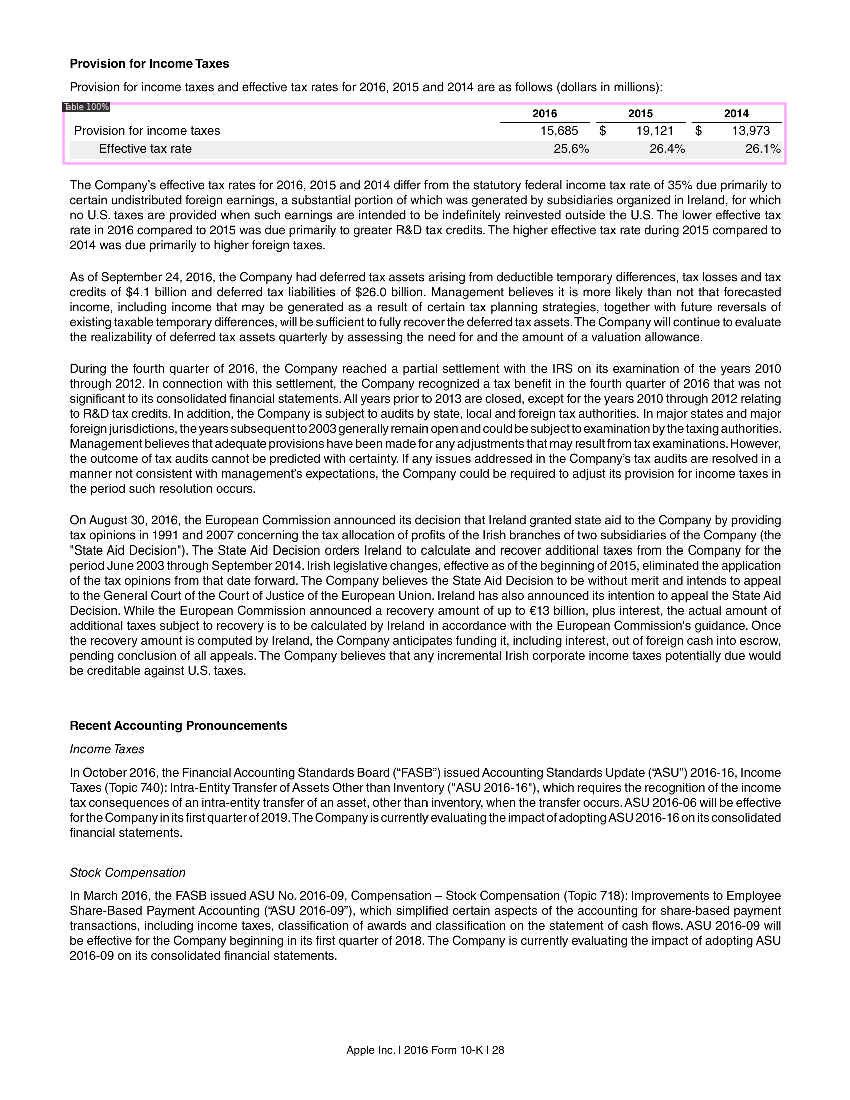 Provision for Income Taxes
Provision for income taxes and effective tax rates for 2016, 2015 and 2014 are as follows (dollars in millions):
Table 100%
2016 2015 2014
Provision for income taxes 15,685 $ 19,121 $ 13,973
Effective tax rate 25.6% 26.4% 26.1%
The Company's effective tax rates for 2016, 2015 and 2014 differ from the statutory federal income tax rate of 35% due primarily to
certain undistributed foreign earnings, a substantial portion of which was generated by subsidiaries organized in Ireland, for which
no U.S. taxes are provided when such earnings are intended to be indefinitely reinvested outside the U.S. The lower effective tax
rate in 2016 compared to 2015 was due primarily to greater R&D tax credits. The higher effective tax rate during 2015 compared to
2014 was due primarily to higher foreign taxes.
As of September 24, 2016, the Company had deferred tax assets arising from deductible temporary differences, tax losses and tax
credits of $4.1 billion and deferred tax liabilities of $26.0 billion. Management believes it is more likely than not that forecasted
income, including income that may be generated as a result of certain tax planning strategies, together with future reversals of
existing taxable temporary differences, will be sufficient to fully recover the deferred tax assets. The Company will continue to evaluate
the realizability of deferred tax assets quarterly by assessing the need for and the amount of a valuation allowance.
During the fourth quarter of 2016, the Company reached a partial settlement with the IRS on its examination of the years 2010
through 2012. In connection with this settlement, the Company recognized a tax benefit in the fourth quarter of 2016 that was not
significant to its consolidated financial statements. All years prior to 2013 are closed, except for the years 2010 through 2012 relating
to R&D tax credits. In addition, the Company is subject to audits by state, local and foreign tax authorities. In major states and major
foreign jurisdictions, the years subsequent to 2003 generally remain open and could be subject to examination by the taxing authorities.
Management believes that adequate provisions have been made for any adjustments that may result from tax examinations. However,
the outcome of tax audits cannot be predicted with certainty. If any issues addressed in the Company's tax audits are resolved in a
manner not consistent with management's expectations, the Company could be required to adjust its provision for income taxes in
the period such resolution occurs.
On August 30, 2016, the European Commission announced its decision that Ireland granted state aid to the Company by providing
tax opinions in 1991 and 2007 concerning the tax allocation of profits of the Irish branches of two subsidiaries of the Company (the
"State Aid Decision"). The State Aid Decision orders Ireland to calculate and recover additional taxes from the Company for the
period June 2003 through September 2014. Irish legislative changes, effective as of the beginning of 2015, eliminated the application
of the tax opinions from that date forward. The Company believes the State Aid Decision to be without merit and intends to appeal
to the General Court of the Court of Justice of the European Union. Ireland has also announced its intention to appeal the State Aid
Decision. While the European Commission announced a recovery amount of up to €13 billion, plus interest, the actual amount of
additional taxes subject to recovery is to be calculated by Ireland in accordance with the European Commission's guidance. Once
the recovery amount is computed by Ireland, the Company anticipates funding it, including interest, out of foreign cash into escrow,
pending conclusion of all appeals. The Company believes that any incremental Irish corporate income taxes potentially due would
be creditable against U.S. taxes.
Recent Accounting Pronouncements
Income Taxes
In October 2016, the Financial Accounting Standards Board (“FASB”) issued Accounting Standards Update (“ASU”) 2016-16, Income
Taxes (Topic 740): Intra-Entity Transfer of Assets Other than Inventory ("ASU 2016-16"), which requires the recognition of the income
tax consequences of an intra-entity transfer of an asset, other than inventory, when the transfer occurs. ASU 2016-06 will be effective
for the Company in its first quarter of 2019. The Company is currently evaluating the impact of adopting ASU 2016-16 on its consolidated
financial statements.
Stock Compensation
In March 2016, the FASB issued ASU No. 2016-09, Compensation – Stock Compensation (Topic 718): Improvements to Employee
Share-Based Payment Accounting (“ASU 2016-09”), which simplified certain aspects of the accounting for share-based payment
transactions, including income taxes, classification of awards and classification on the statement of cash flows. ASU 2016-09 will
be effective for the Company beginning in its first quarter of 2018. The Company is currently evaluating the impact of adopting ASU
2016-09 on its consolidated financial statements.
Apple Inc. | 2016 Form 10-K | 28